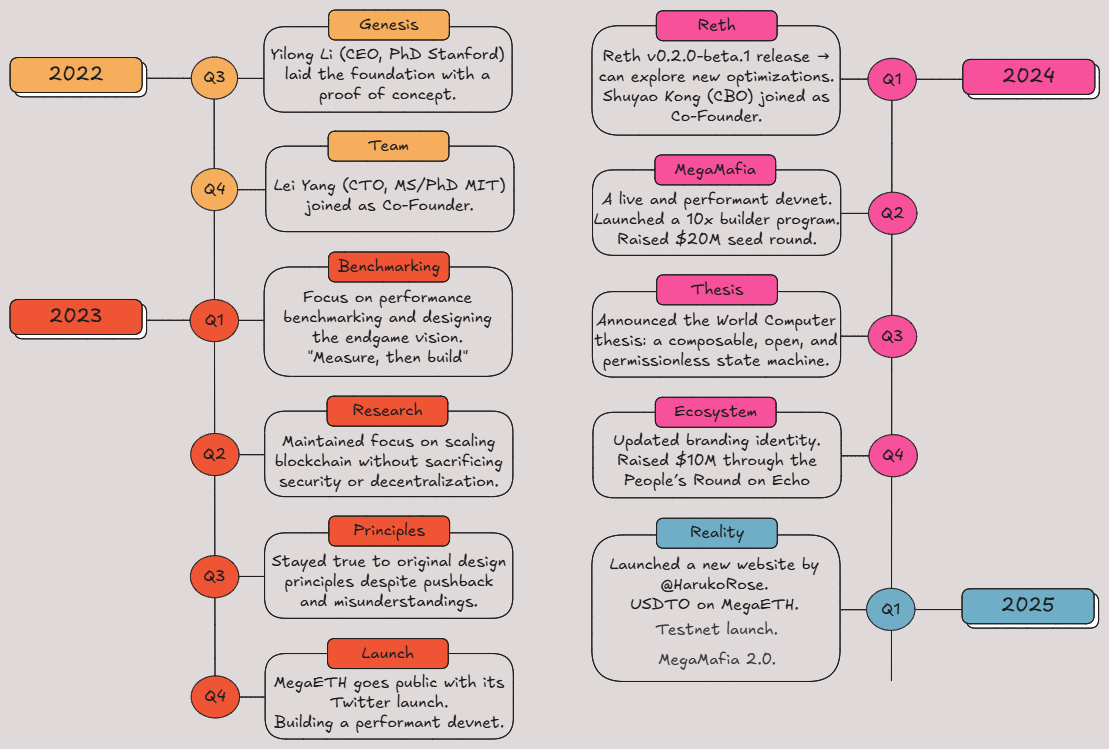 2022
Q3
Genesis
Yilong Li (CEO, PhD Stanford)
laid the foundation with a
proof of concept.
Q4
Team
Lei Yang (CTO, MS/PhD MIT)
joined as Co-Founder.
2023
Q1
Benchmarking
Focus on performance
benchmarking and designing
the endgame vision.
"Measure, then build"
Q2
Research
Maintained focus on scaling
blockchain without sacrificing
security or decentralization.
Q3
Principles
Stayed true to original design
principles despite pushback
and misunderstandings.
Q4
Launch
MegaETH goes public with its
Twitter launch.
Building a performant devnet.
2024
Q1
Reth
Reth v0.2.0-beta.1 release →
can explore new optimizations.
Shuyao Kong (CBO) joined as
Co-Founder.
Q2
MegaMafia
A live and performant devnet.
Launched a 10x builder program.
Raised $20M seed round.
Q3
Thesis
Announced the World Computer
thesis: a composable, open, and
permissionless state machine.
Q4
Ecosystem
Updated branding identity.
Raised $10M through the
People's Round on Echo
2025
Q1
Reality
Launched a new website by
@HarukoRose.
USDT0 on MegaETH.
Testnet launch.
MegaMafia 2.0.